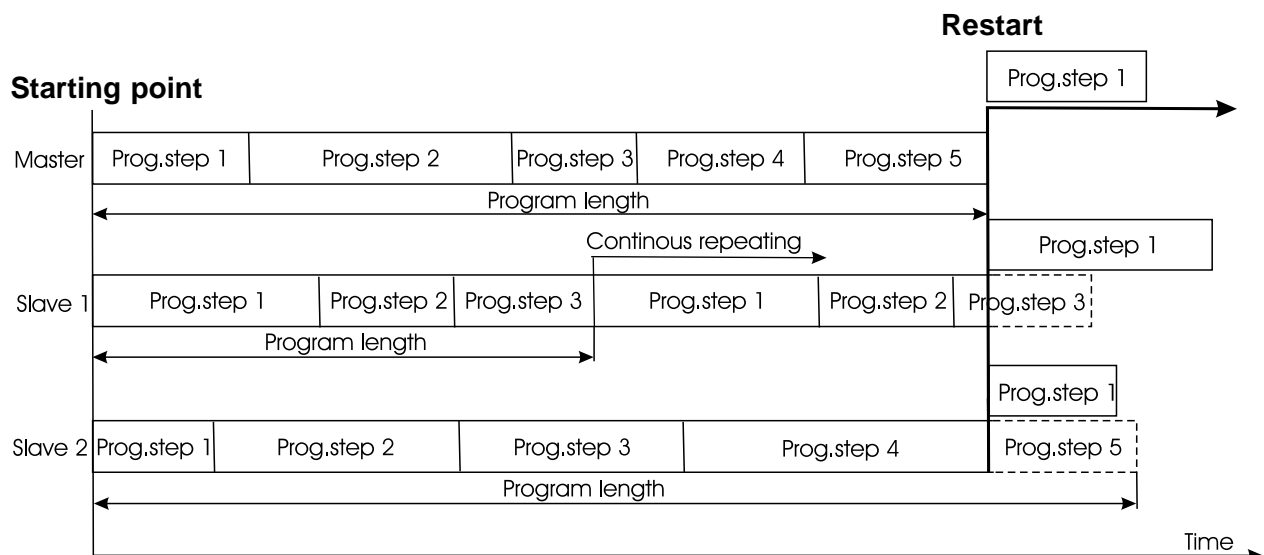 Restart
Prog.step 1
Starting point
Master Prog.step 1 Prog.step 2 Prog.step 3 Prog.step 4 Prog.step 5
Program length
Prog.step 1
Continous repeating
Slave 1 Prog.step 1 Prog.step 2 Prog.step 3 Prog.step 1 Prog.step 2 Prog.step 3
Program length
Prog.step 1
Slave 2 Prog.step 1 Prog.step 2 Prog.step 3 Prog.step 4 Prog.step 5
Program length
Time